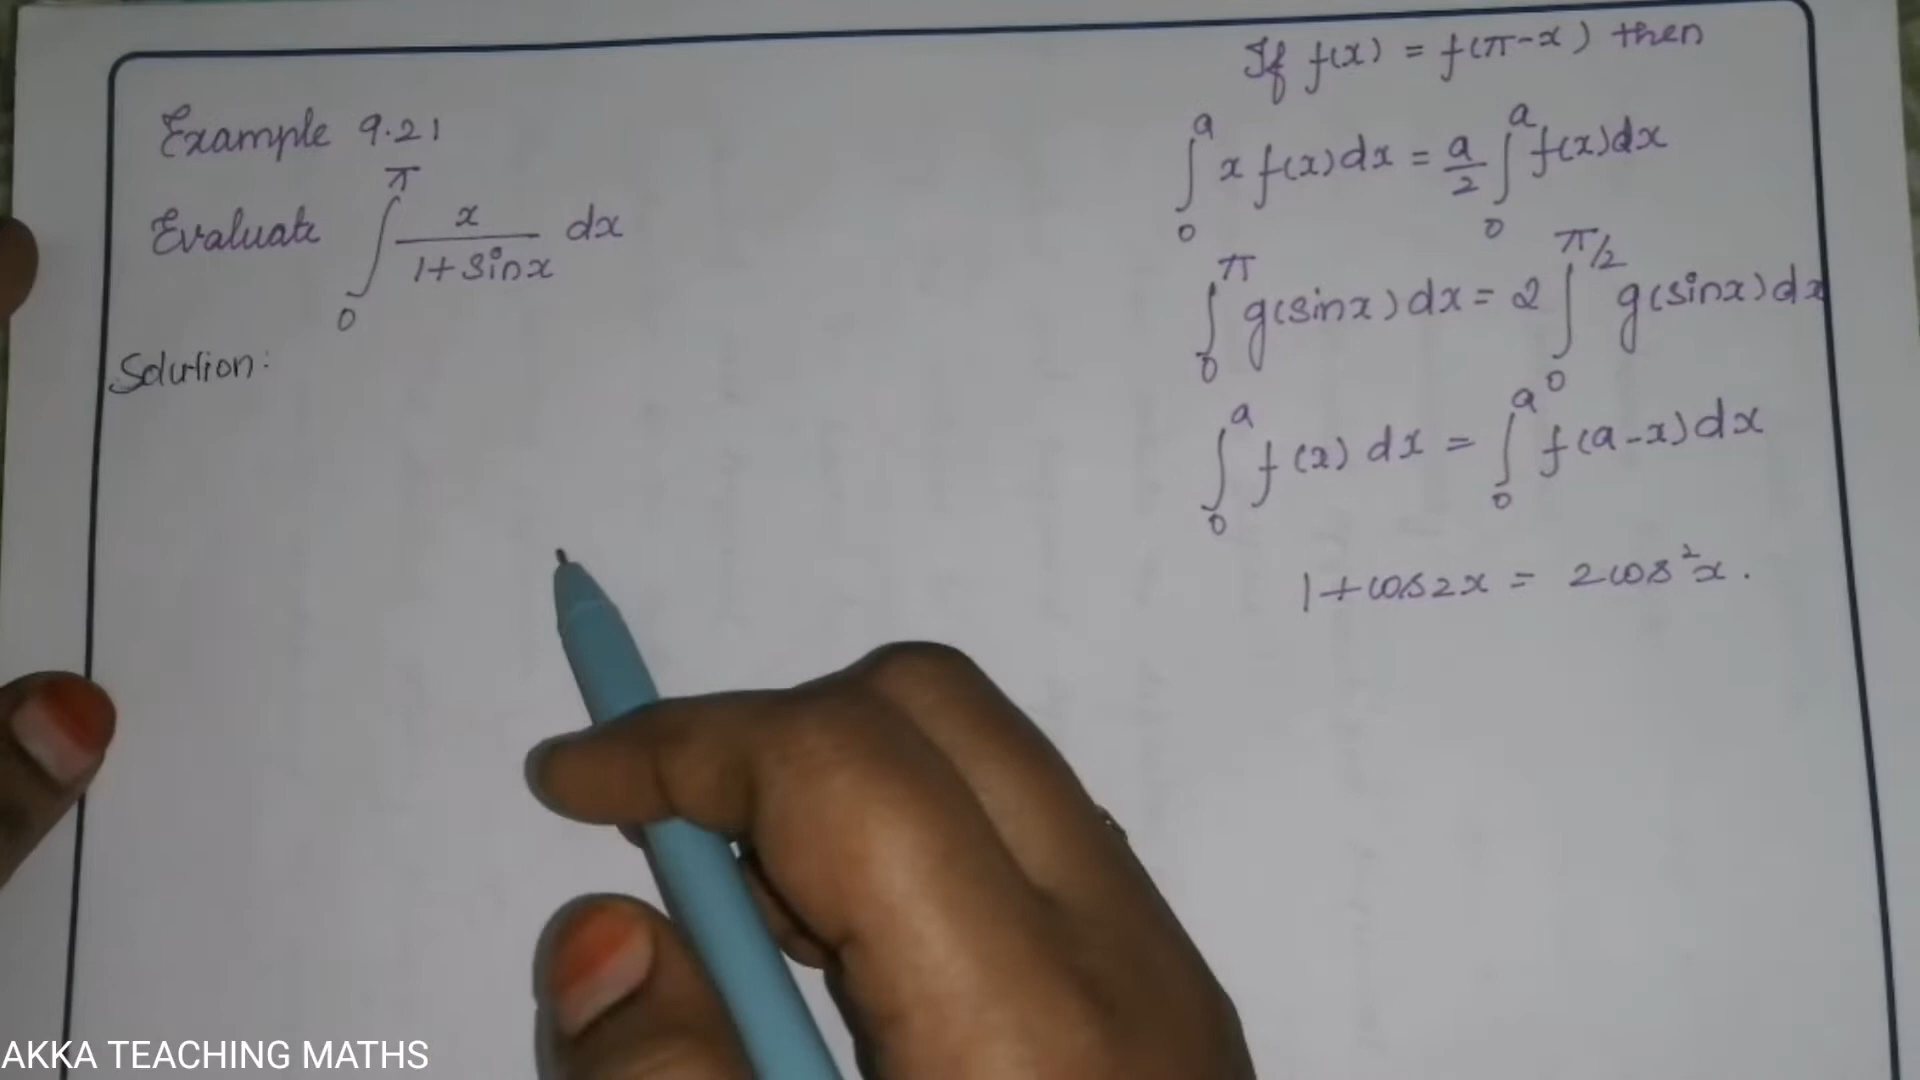 Example 9.21
Evaluate ∫₀^π x/(1+sinx) dx
Solution:
If f(x) = f(π-x) then
∫₀^a x f(x)dx = a/2 ∫₀^a f(x)dx
∫₀^π g(sinx) dx = 2 ∫₀^(π/2) g(sinx)dx
∫₀^a f(x) dx = ∫₀^a f(a-x)dx
1+cos2x = 2cos²x.
AKKA TEACHING MATHS